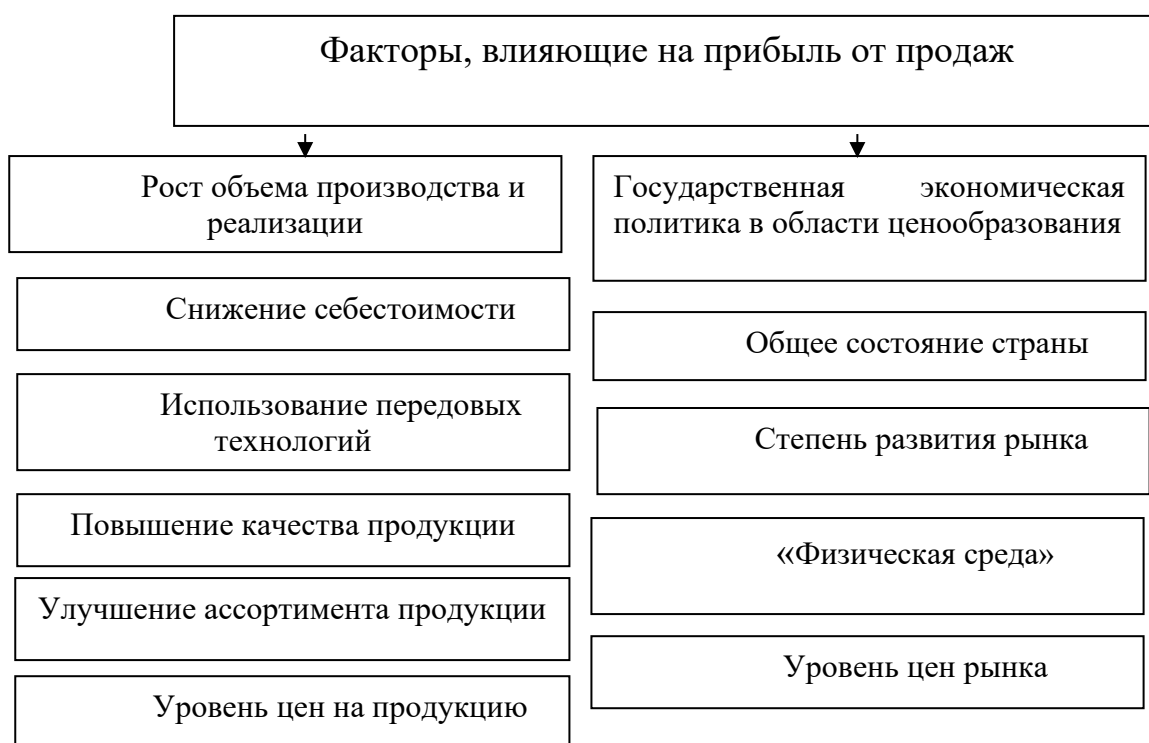 Факторы, влияющие на прибыль от продаж
Рост объема производства и
реализации
Снижение себестоимости
Использование передовых
технологий
Повышение качества продукции
Улучшение ассортимента продукции
Уровень цен на продукцию
Государственная экономическая
политика в области ценообразования
Общее состояние страны
Степень развития рынка
«Физическая среда»
Уровень цен рынка